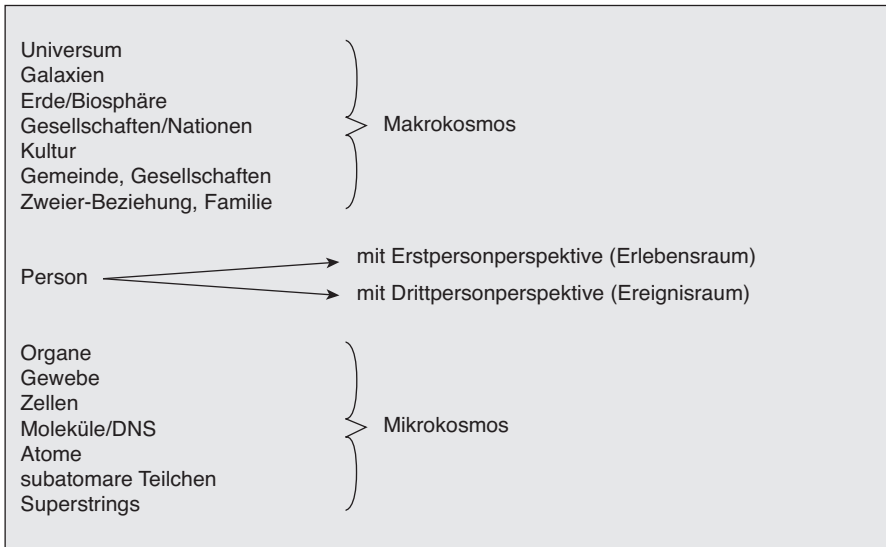 Universum
Galaxien
Erde/Biosphäre
Gesellschaften/Nationen
Kultur
Gemeinde, Gesellschaften
Zweier-Beziehung, Familie
Makrokosmos
Person
mit Erstpersonperspektive (Erlebensraum)
mit Drittpersonperspektive (Ereignisraum)
Organe
Gewebe
Zellen
Moleküle/DNS
Atome
subatomare Teilchen
Superstrings
Mikrokosmos